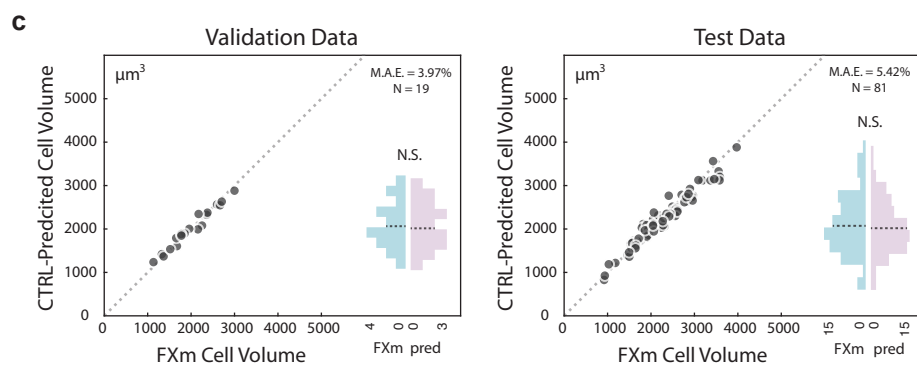 c
Validation Data
CTRL-Predcited Cell Volume
μm³
M.A.E. = 3.97%
N = 19
N.S.
5000
4000
3000
2000
1000
0
0 1000 2000 3000 4000 5000
4 0 0 3
FXm pred
FXm Cell Volume
Test Data
CTRL-Predcited Cell Volume
μm³
M.A.E. = 5.42%
N = 81
N.S.
5000
4000
3000
2000
1000
0
0 1000 2000 3000 4000 5000
15 0 0 15
FXm pred
FXm Cell Volume